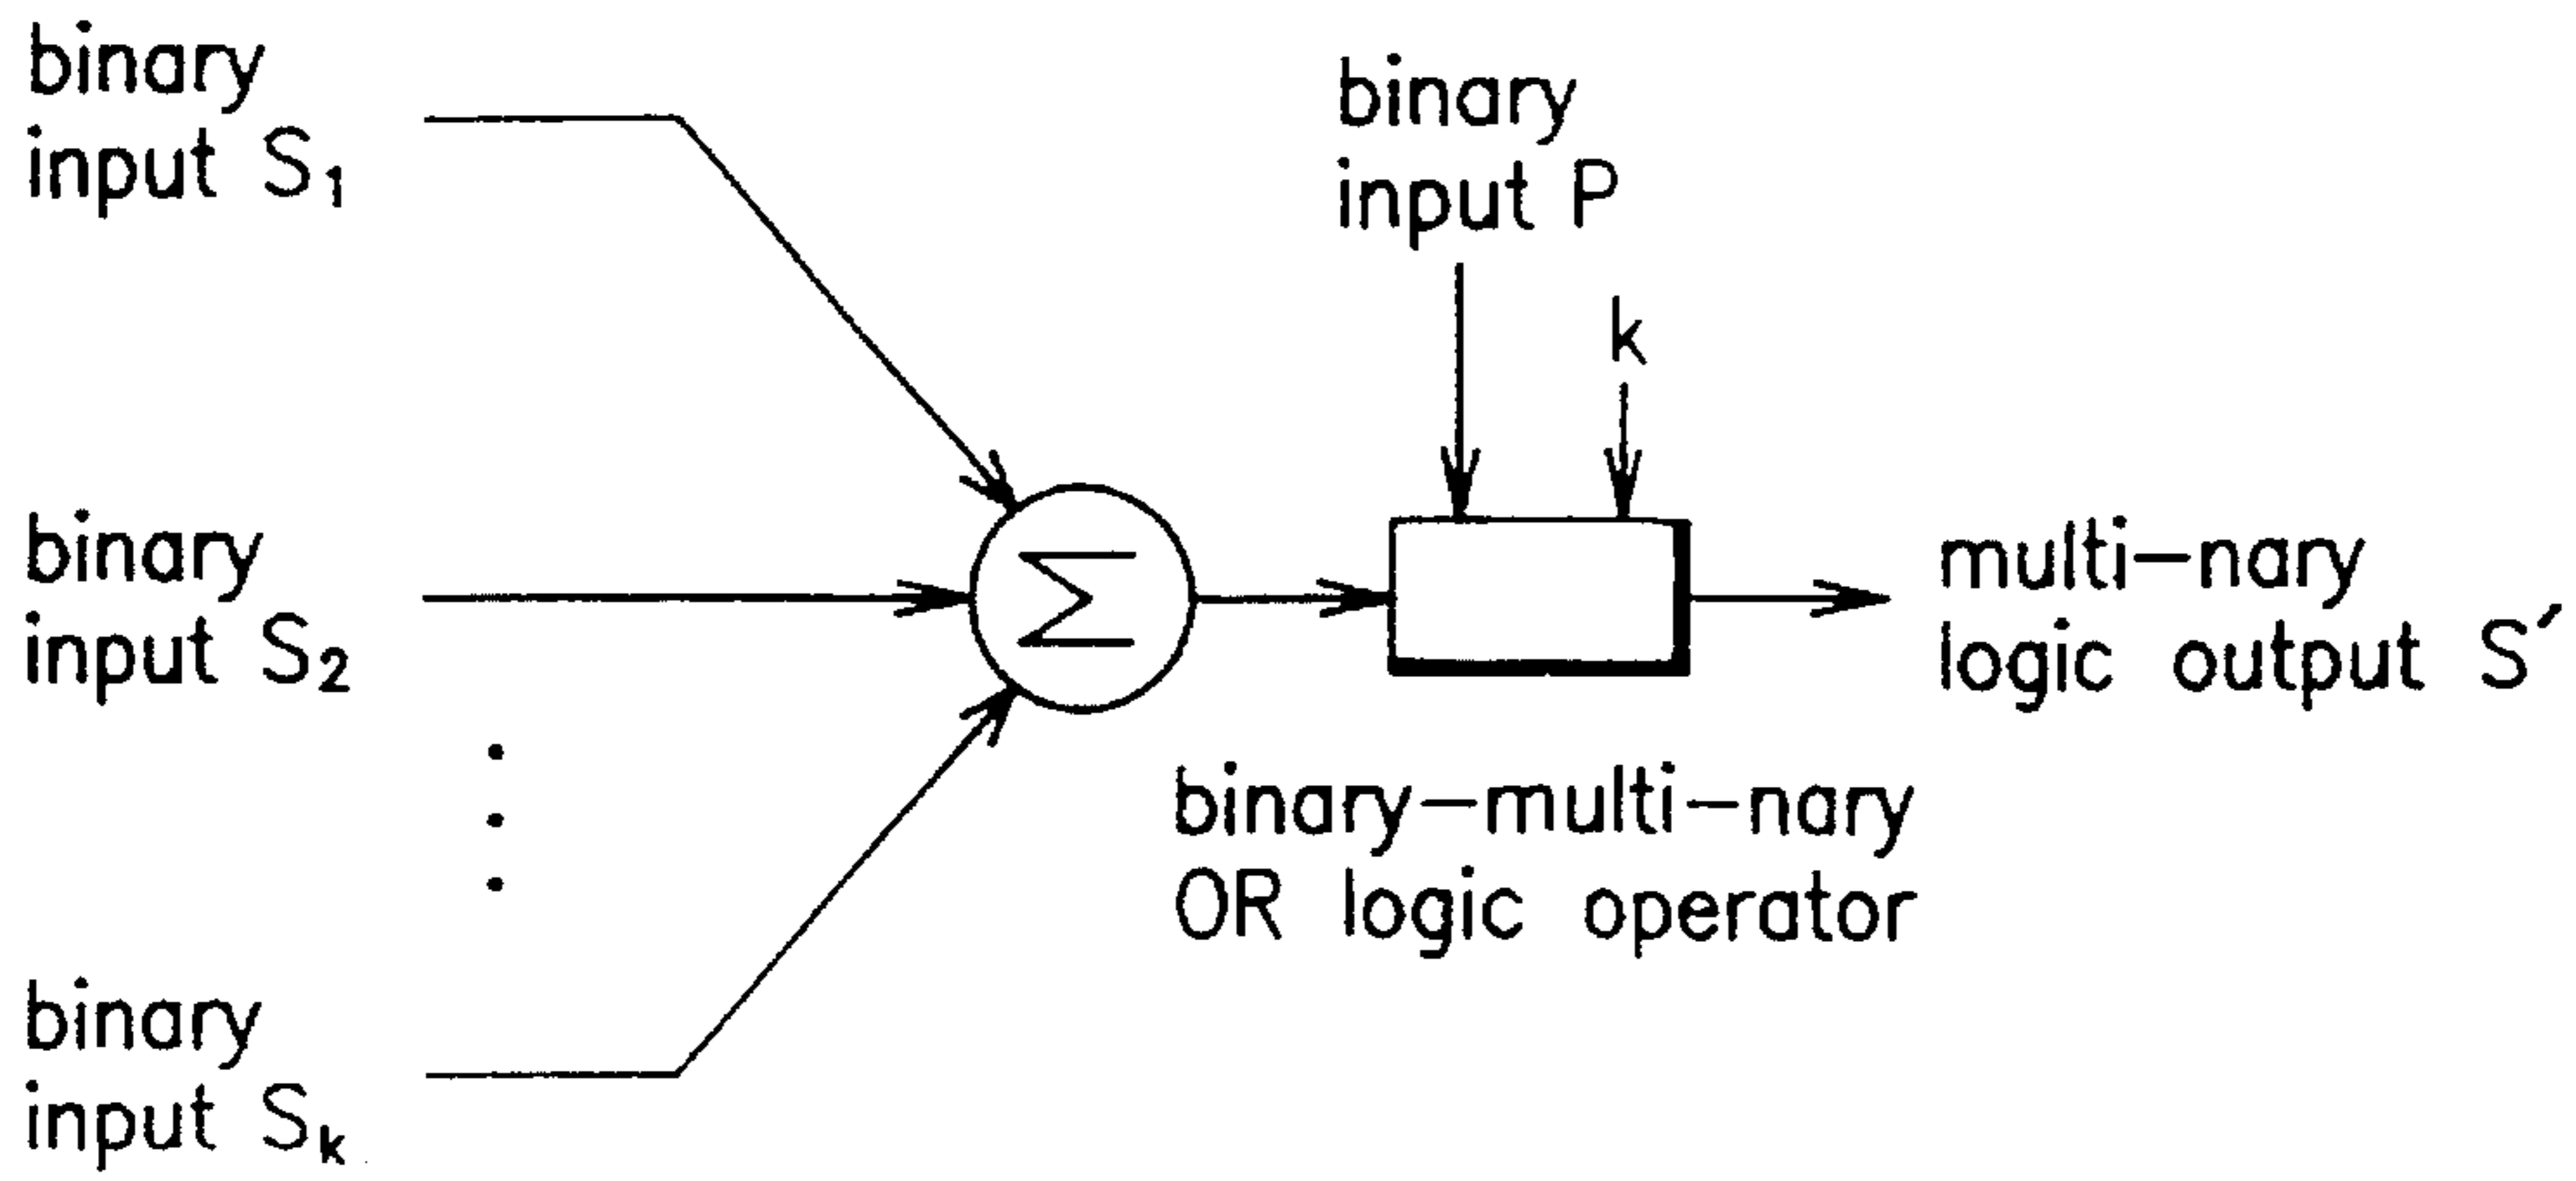 binary
input S₁
binary
input P
k
Σ
binary
input S₂
multi-nary
logic output S′
binary-multi-nary
OR logic operator
binary
input Sₖ